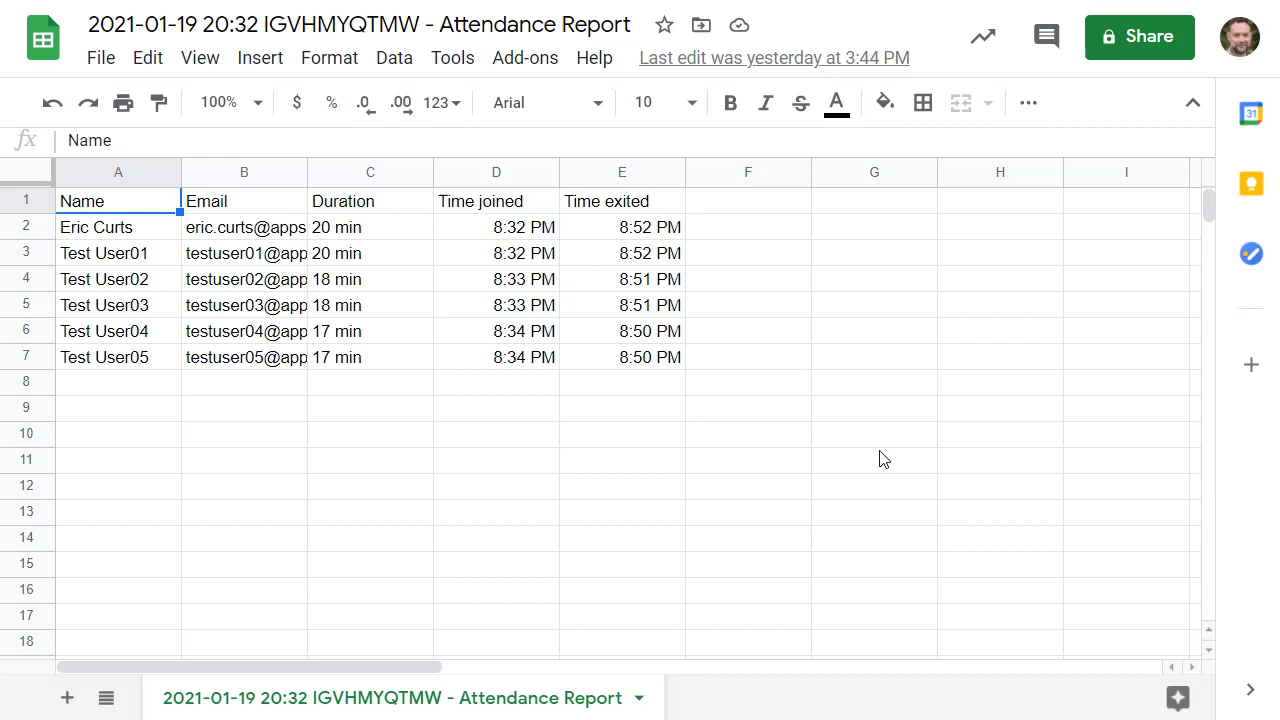 2021-01-19 20:32 IGVHMYQTMW - Attendance Report
Share
File Edit View Insert Format Data Tools Add-ons Help Last edit was yesterday at 3:44 PM
100% $ % .0 .00 123 Arial 10 B I S A
fx Name
31
A B C D E F G H I
1 Name Email Duration Time joined Time exited
2 Eric Curts eric.curts@apps 20 min 8:32 PM 8:52 PM
3 Test User01 testuser01@app 20 min 8:32 PM 8:52 PM
4 Test User02 testuser02@app 18 min 8:33 PM 8:51 PM
5 Test User03 testuser03@app 18 min 8:33 PM 8:51 PM
6 Test User04 testuser04@app 17 min 8:34 PM 8:50 PM
7 Test User05 testuser05@app 17 min 8:34 PM 8:50 PM
8
9
10
11
12
13
14
15
16
17
18
2021-01-19 20:32 IGVHMYQTMW - Attendance Report